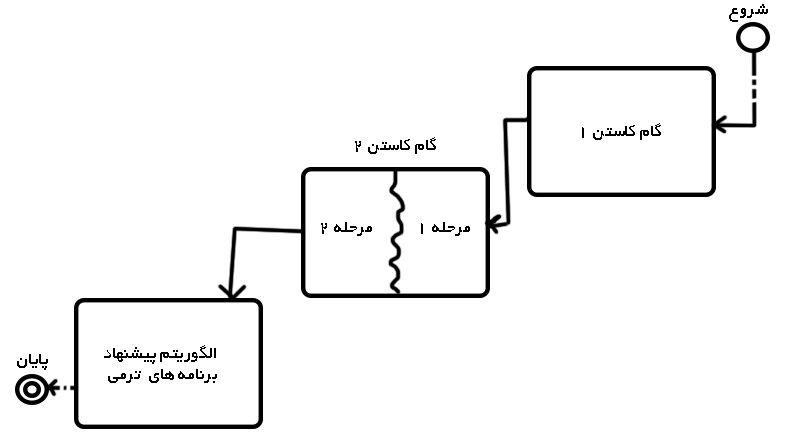 شروع
گام کاستن ۱
گام کاستن ۲
مرحله ۱
مرحله ۲
الگوریتم پیشنهاد
برنامه های ترمی
پایان